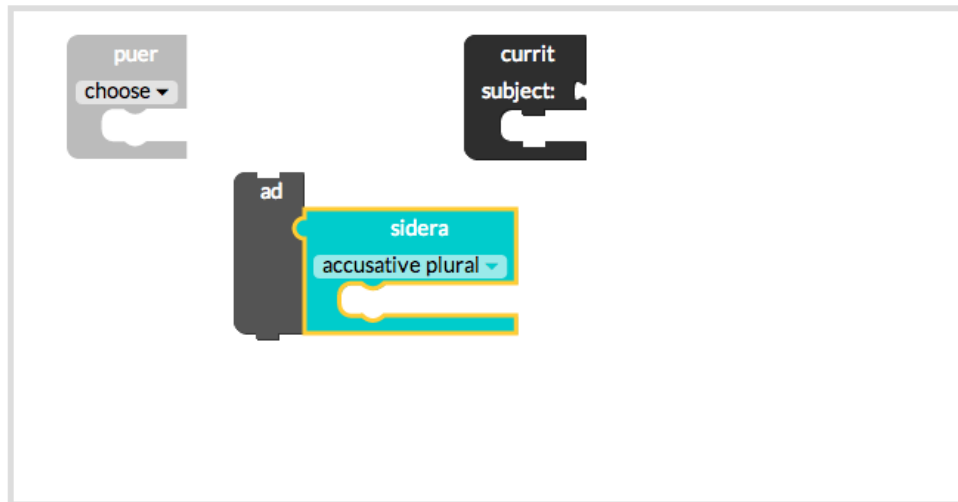 puer
choose
currit
subject:
ad
sidera
accusative plural